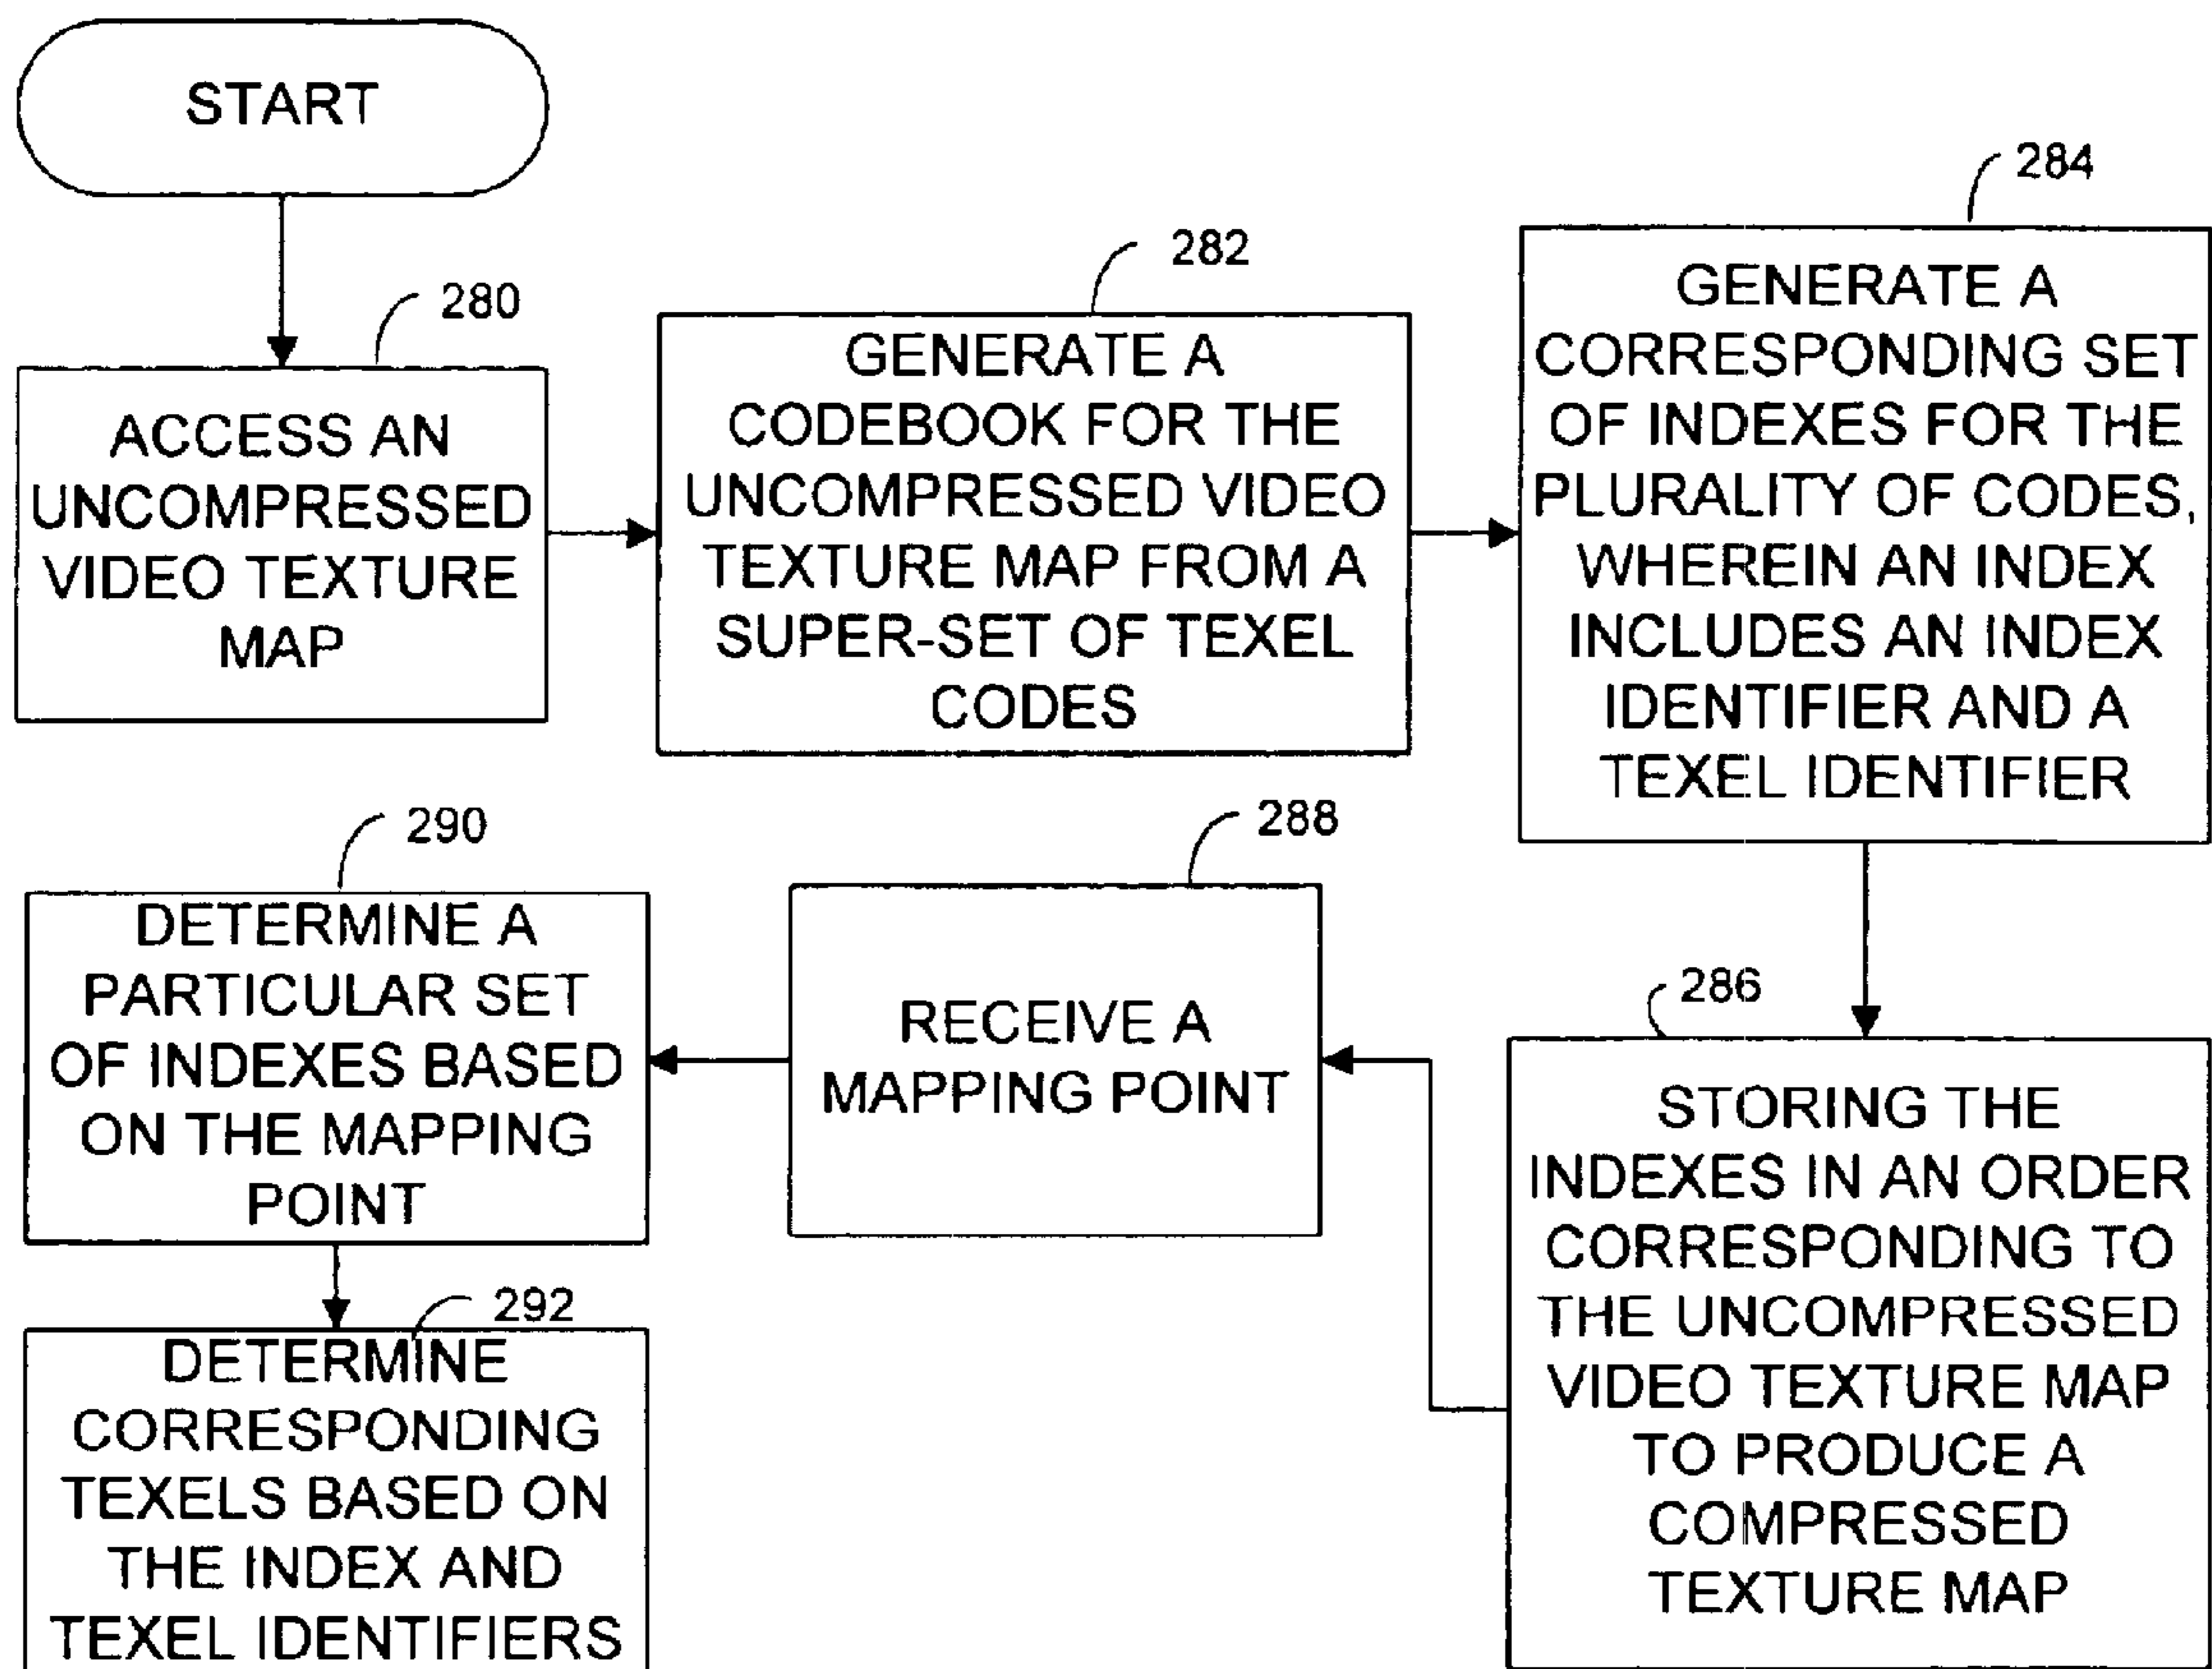 START
280
ACCESS AN
UNCOMPRESSED
VIDEO TEXTURE
MAP
282
GENERATE A
CODEBOOK FOR THE
UNCOMPRESSED VIDEO
TEXTURE MAP FROM A
SUPER-SET OF TEXEL
CODES
284
GENERATE A
CORRESPONDING SET
OF INDEXES FOR THE
PLURALITY OF CODES,
WHEREIN AN INDEX
INCLUDES AN INDEX
IDENTIFIER AND A
TEXEL IDENTIFIER
286
STORING THE
INDEXES IN AN ORDER
CORRESPONDING TO
THE UNCOMPRESSED
VIDEO TEXTURE MAP
TO PRODUCE A
COMPRESSED
TEXTURE MAP
288
RECEIVE A
MAPPING POINT
290
DETERMINE A
PARTICULAR SET
OF INDEXES BASED
ON THE MAPPING
POINT
292
DETERMINE
CORRESPONDING
TEXELS BASED ON
THE INDEX AND
TEXEL IDENTIFIERS